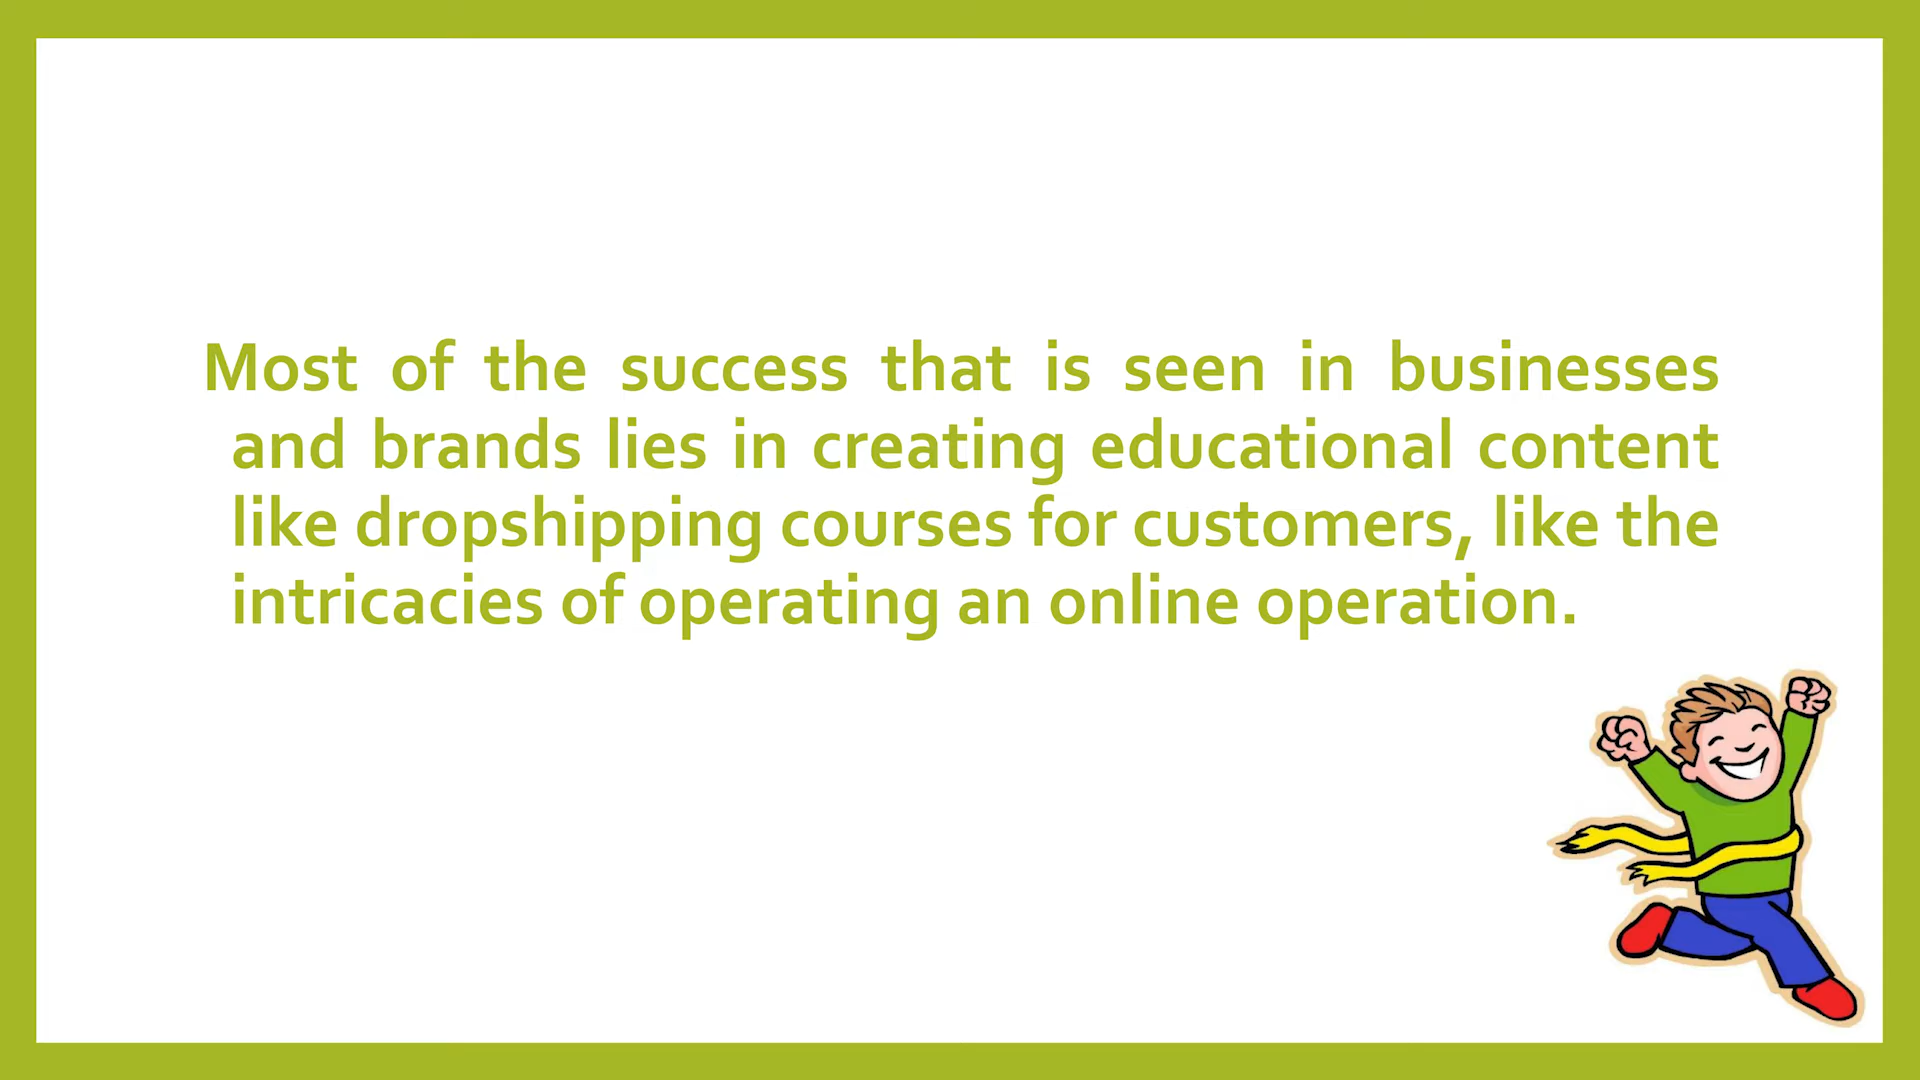 Most of the success that is seen in businesses
and brands lies in creating educational content
like dropshipping courses for customers, like the
intricacies of operating an online operation.